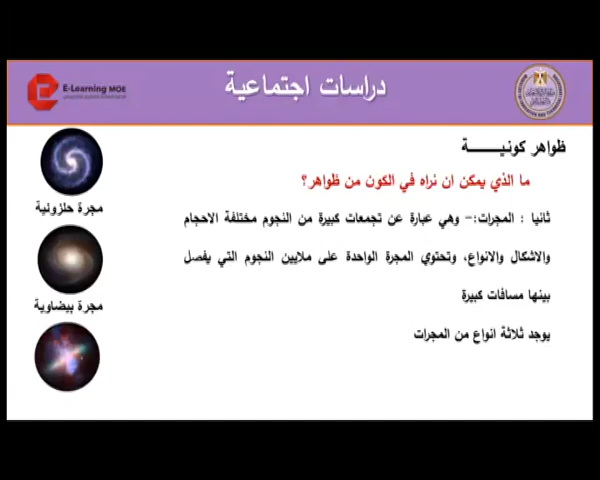 E-Learning MOE
دراسات اجتماعية
ظواهر كونيـــــــة
ما الذي يمكن ان نراه في الكون من ظواهر؟
ثانيا : المجرات:- وهي عبارة عن تجمعات كبيرة من النجوم مختلفة الاحجام
والاشكال والانواع، وتحتوي المجرة الواحدة على ملايين النجوم التي يفصل
بينها مسافات كبيرة
يوجد ثلاثة انواع من المجرات
مجرة حلزونية
مجرة بيضاوية